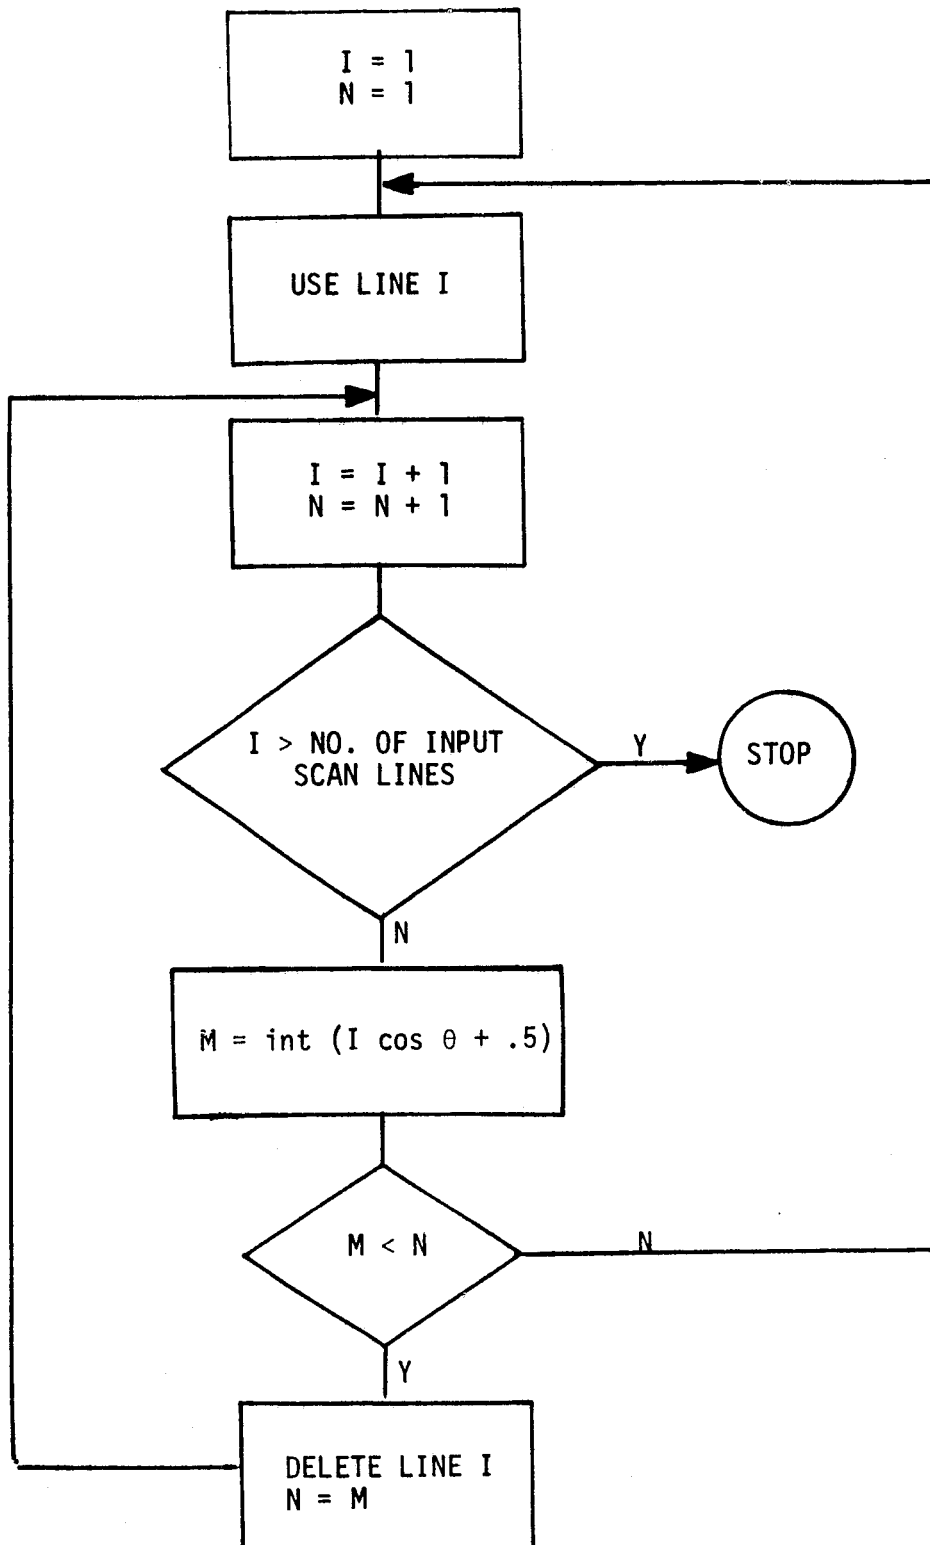 I = 1
N = 1
USE LINE I
I = I + 1
N = N + 1
I > NO. OF INPUT
SCAN LINES
Y
STOP
N
M = int (I cos θ + .5)
M < N
N
Y
DELETE LINE I
N = M